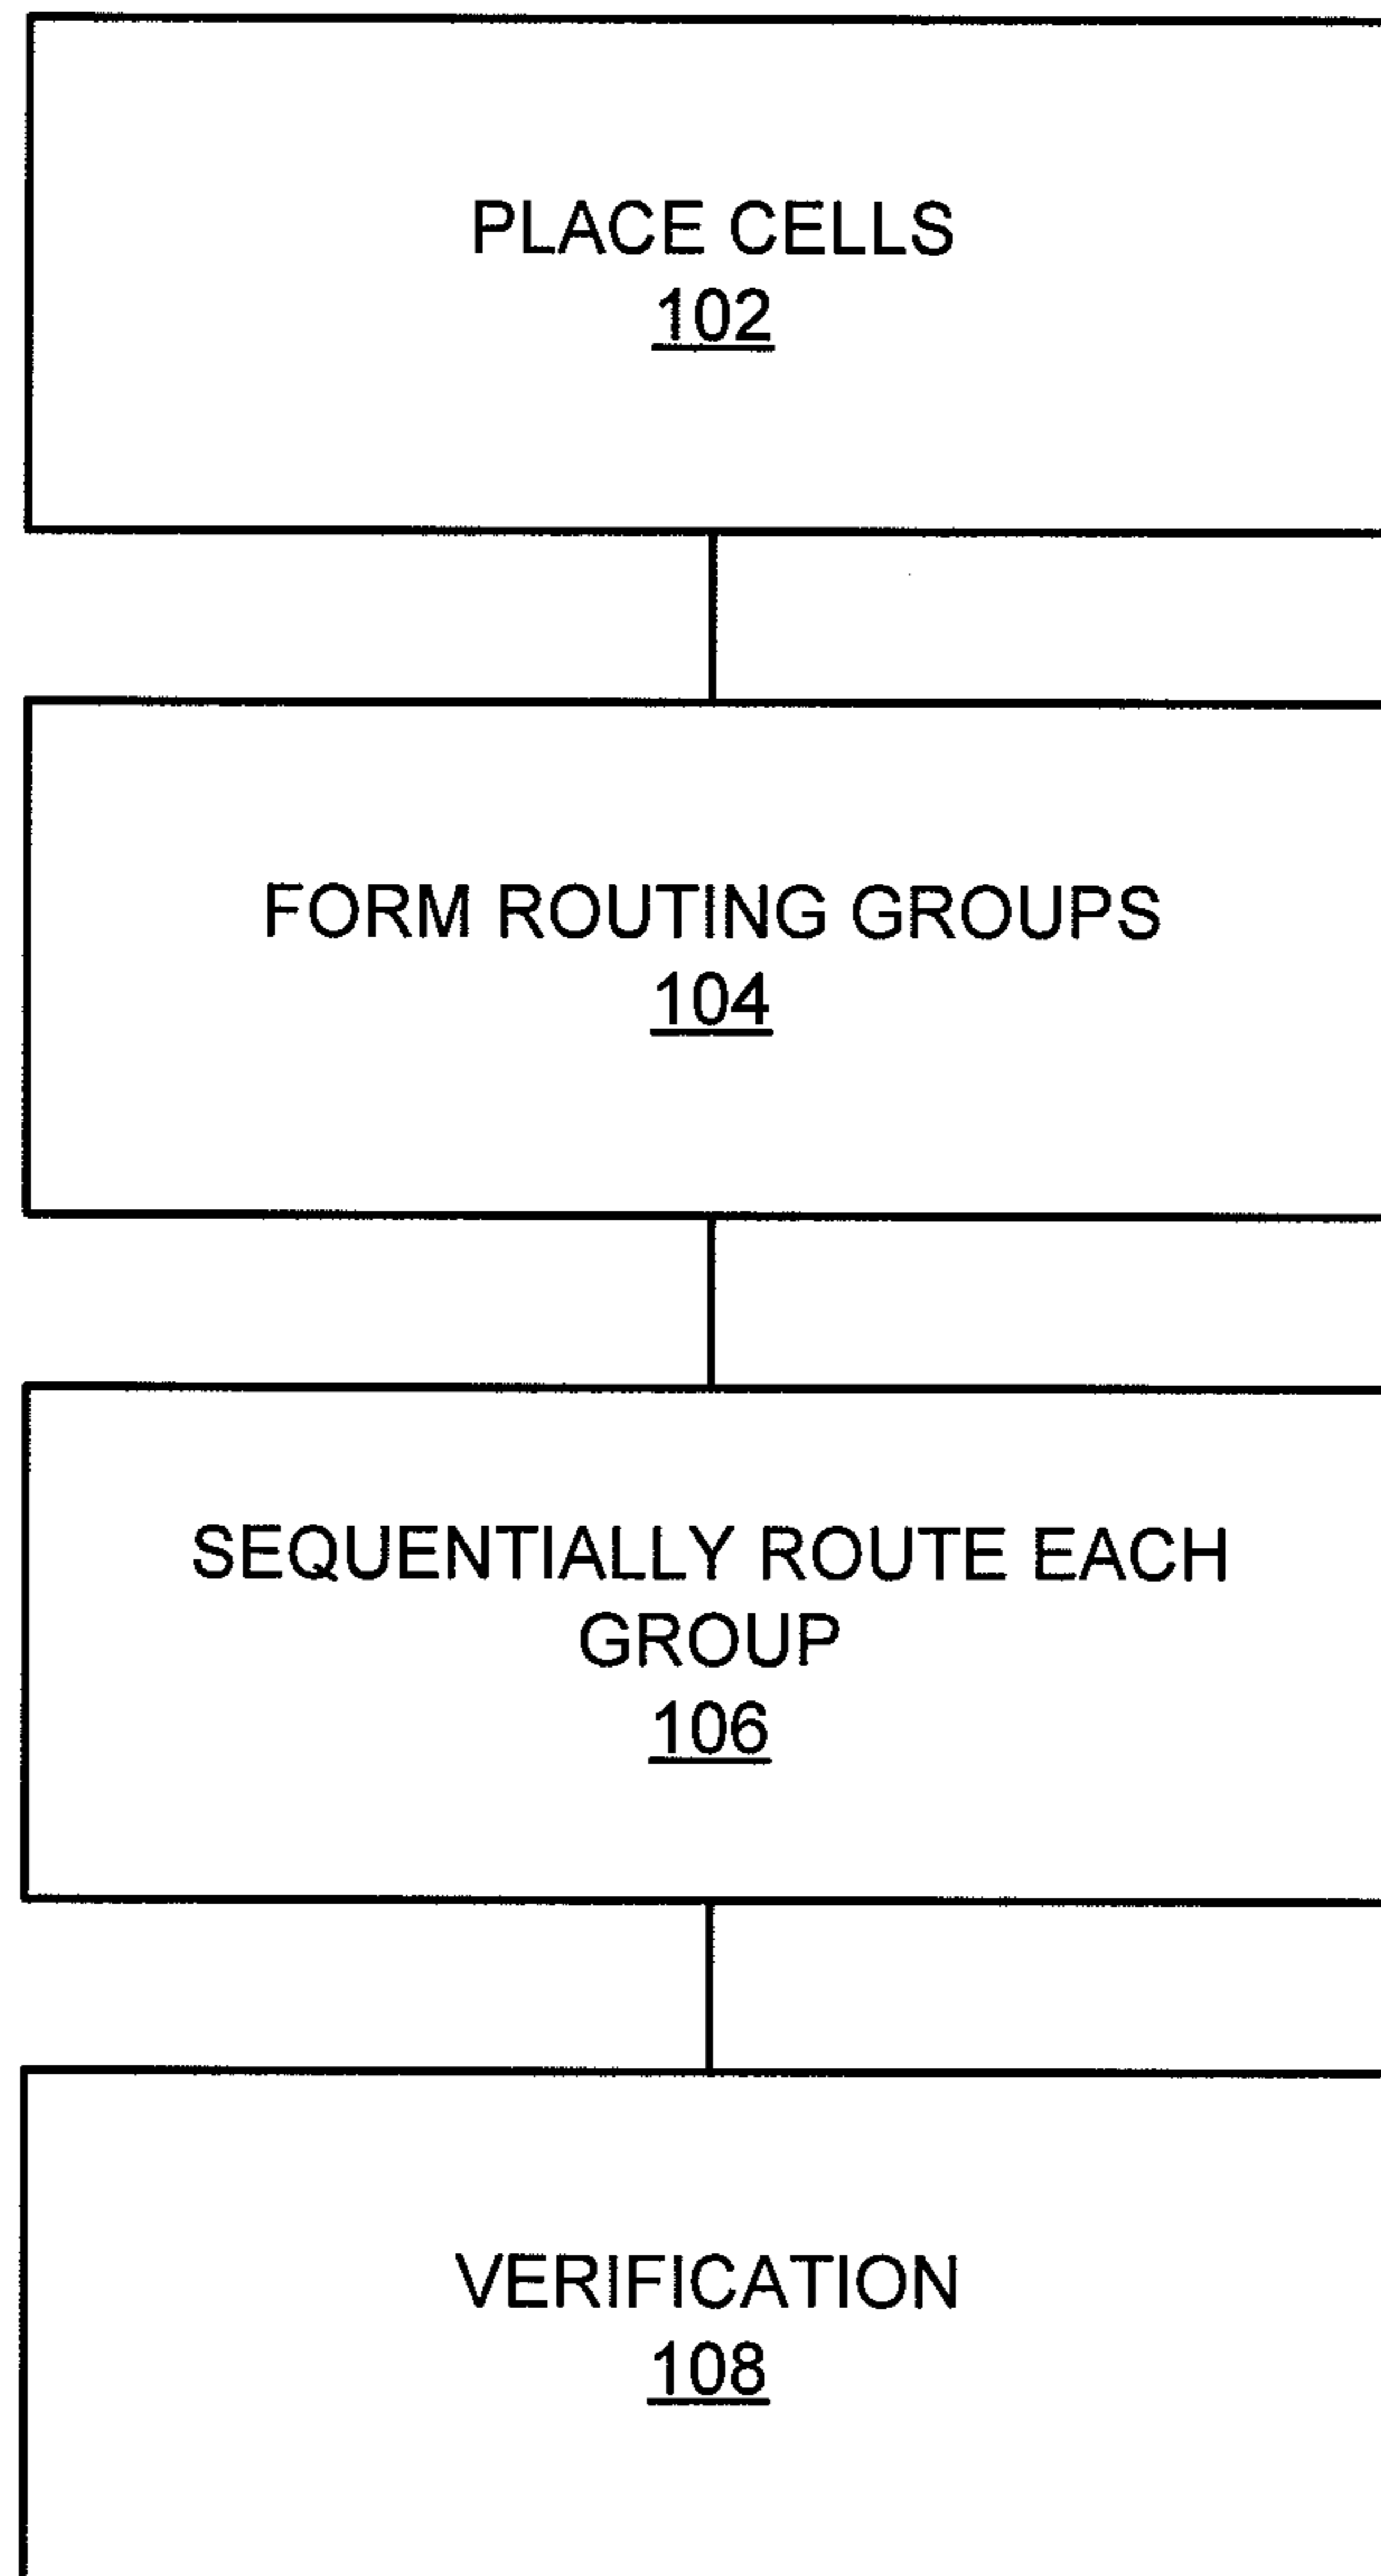 PLACE CELLS
102
FORM ROUTING GROUPS
104
SEQUENTIALLY ROUTE EACH
GROUP
106
VERIFICATION
108